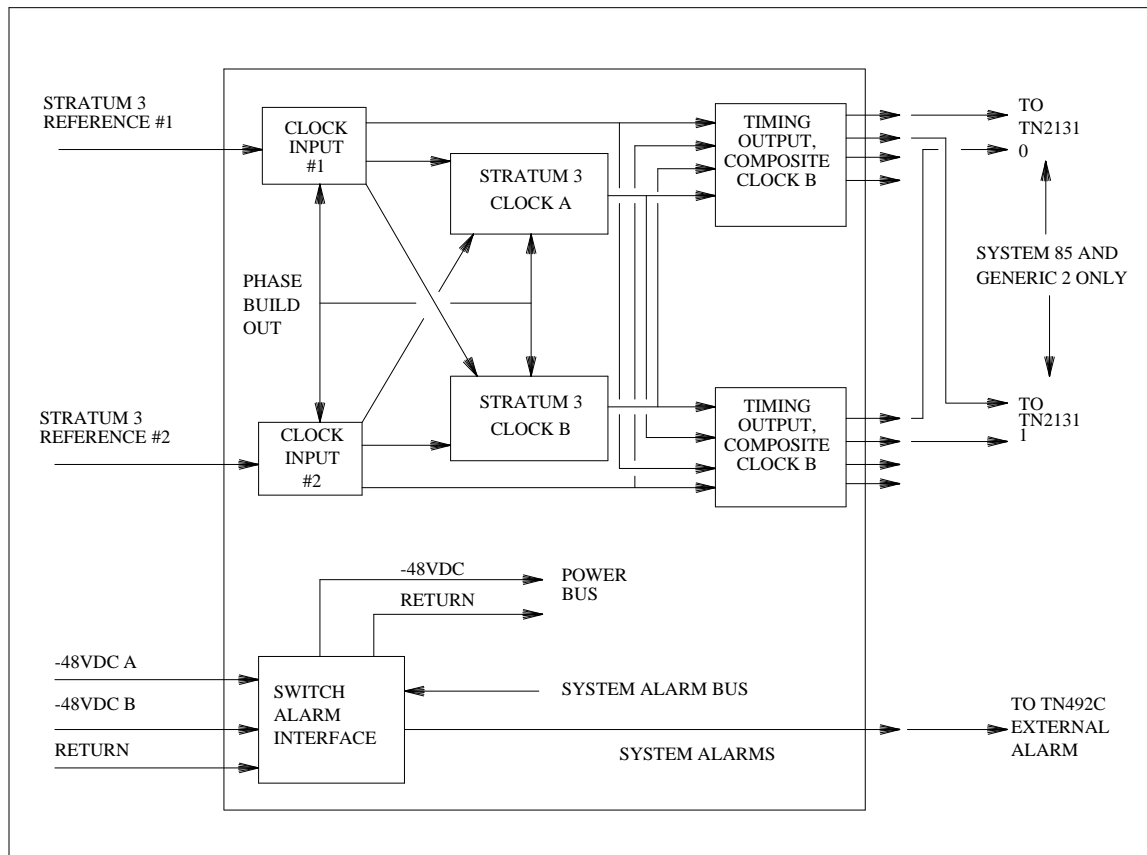 STRATUM 3
REFERENCE #1
CLOCK
INPUT
#1
STRATUM 3
CLOCK A
TIMING
OUTPUT,
COMPOSITE
CLOCK B
TO
TN2131
0
PHASE
BUILD
OUT
SYSTEM 85 AND
GENERIC 2 ONLY
STRATUM 3
REFERENCE #2
CLOCK
INPUT
#2
STRATUM 3
CLOCK B
TIMING
OUTPUT,
COMPOSITE
CLOCK B
TO
TN2131
1
-48VDC
RETURN
POWER
BUS
-48VDC A
-48VDC B
RETURN
SWITCH
ALARM
INTERFACE
SYSTEM ALARM BUS
SYSTEM ALARMS
TO TN492C
EXTERNAL
ALARM